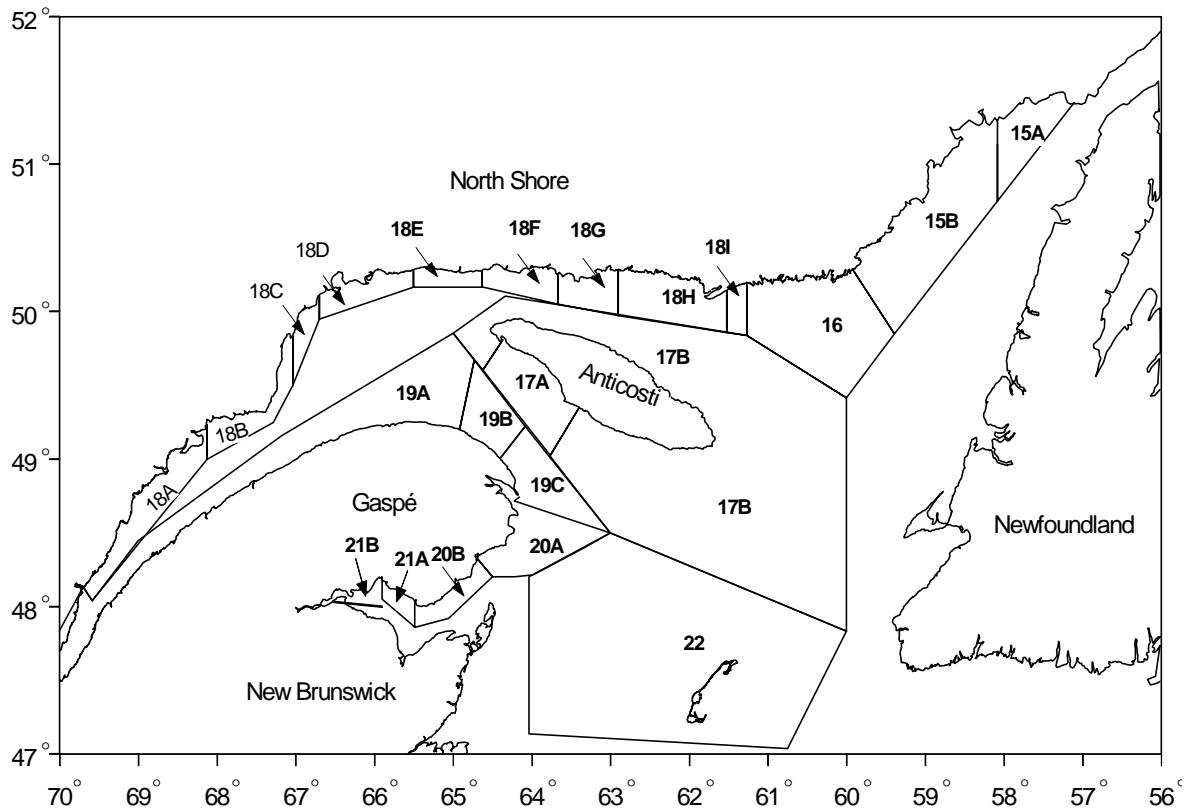 52°
51°
50°
49°
48°
47°
70° 69° 68° 67° 66° 65° 64° 63° 62° 61° 60° 59° 58° 57° 56°
North Shore
15A
15B
18E
18F
18G
18D
18I
18C
18H
16
17B
17A
Anticosti
19A
19B
18B
18A
19C
17B
Gaspé
Newfoundland
20A
21B
21A
20B
22
New Brunswick